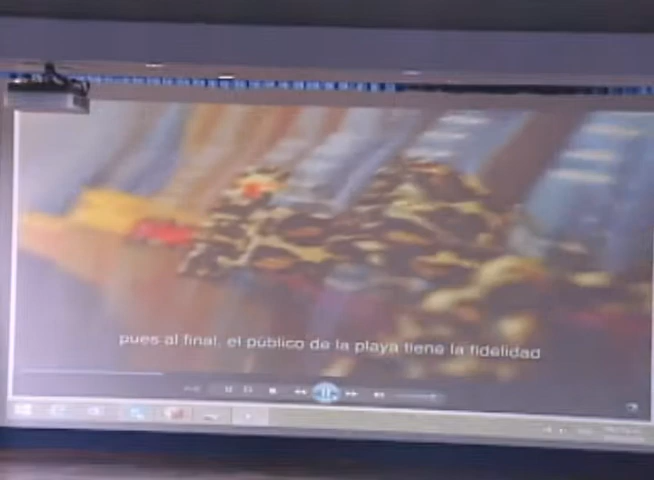 pues al final, el público de la playa tiene la fidelidad